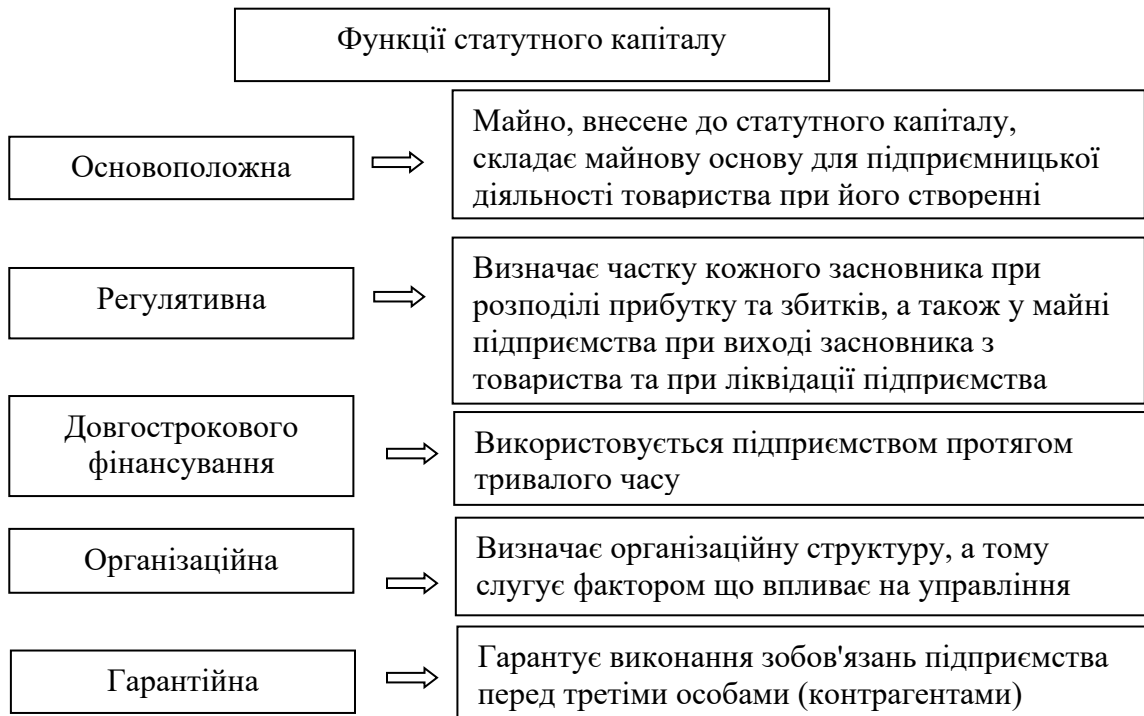 Функції статутного капіталу
Основоположна
Майно, внесене до статутного капіталу,
складає майнову основу для підприємницької
діяльності товариства при його створенні
Регулятивна
Визначає частку кожного засновника при
розподілі прибутку та збитків, а також у майні
підприємства при виході засновника з
товариства та при ліквідації підприємства
Довгострокового
фінансування
Використовується підприємством протягом
тривалого часу
Організаційна
Визначає організаційну структуру, а тому
слугує фактором що впливає на управління
Гарантійна
Гарантує виконання зобов'язань підприємства
перед третіми особами (контрагентами)